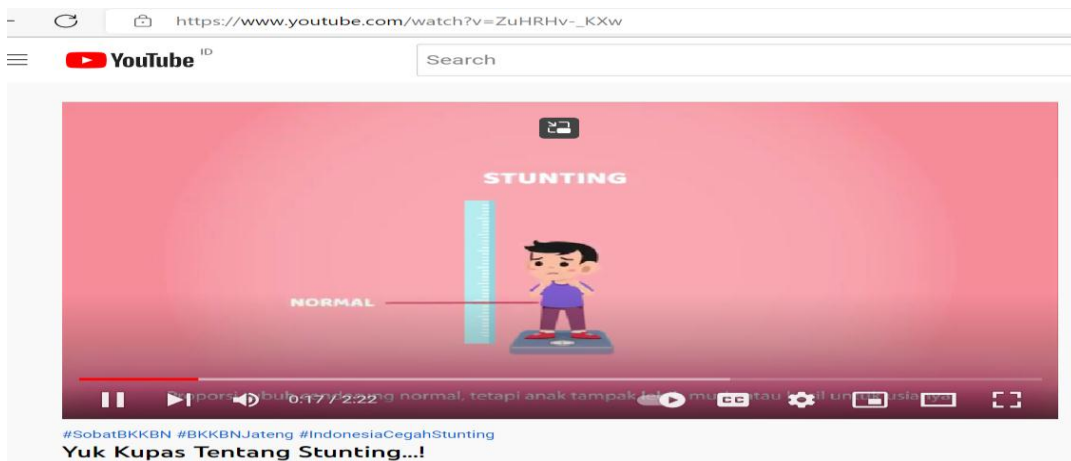 https://www.youtube.com/watch?v=ZuHRHv-_KXw
YouTube ID
Search
STUNTING
NORMAL
0:17 / 2:22
normal, tetapi anak tampak
CC
#SobatBKKBN #BKKBNJateng #IndonesiaCegahStunting
Yuk Kupas Tentang Stunting...!